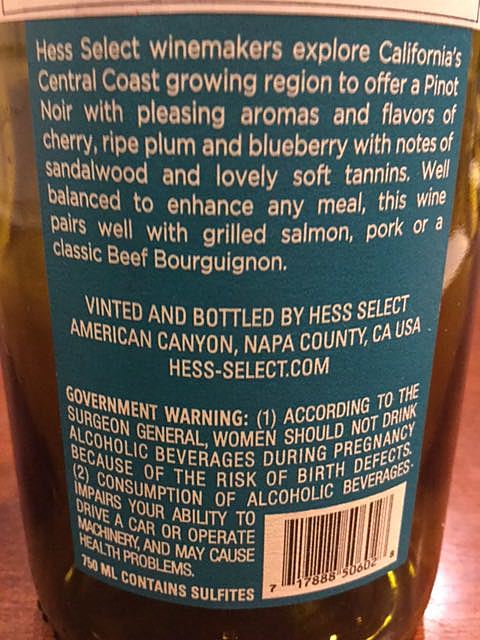 Hess Select winemakers explore California's
Central Coast growing region to offer a Pinot
Noir with pleasing aromas and flavors of
cherry, ripe plum and blueberry with notes of
sandalwood and lovely soft tannins. Well
balanced to enhance any meal, this wine
pairs well with grilled salmon, pork or a
classic Beef Bourguignon.
VINTED AND BOTTLED BY HESS SELECT
AMERICAN CANYON, NAPA COUNTY, CA USA
HESS-SELECT.COM
GOVERNMENT WARNING: (1) ACCORDING TO THE
SURGEON GENERAL, WOMEN SHOULD NOT DRINK
ALCOHOLIC BEVERAGES DURING PREGNANCY
BECAUSE OF THE RISK OF BIRTH DEFECTS.
(2) CONSUMPTION OF ALCOHOLIC BEVERAGES
IMPAIRS YOUR ABILITY TO
DRIVE A CAR OR OPERATE
MACHINERY, AND MAY CAUSE
HEALTH PROBLEMS.
750 ML CONTAINS SULFITES
7 17888 50602 8